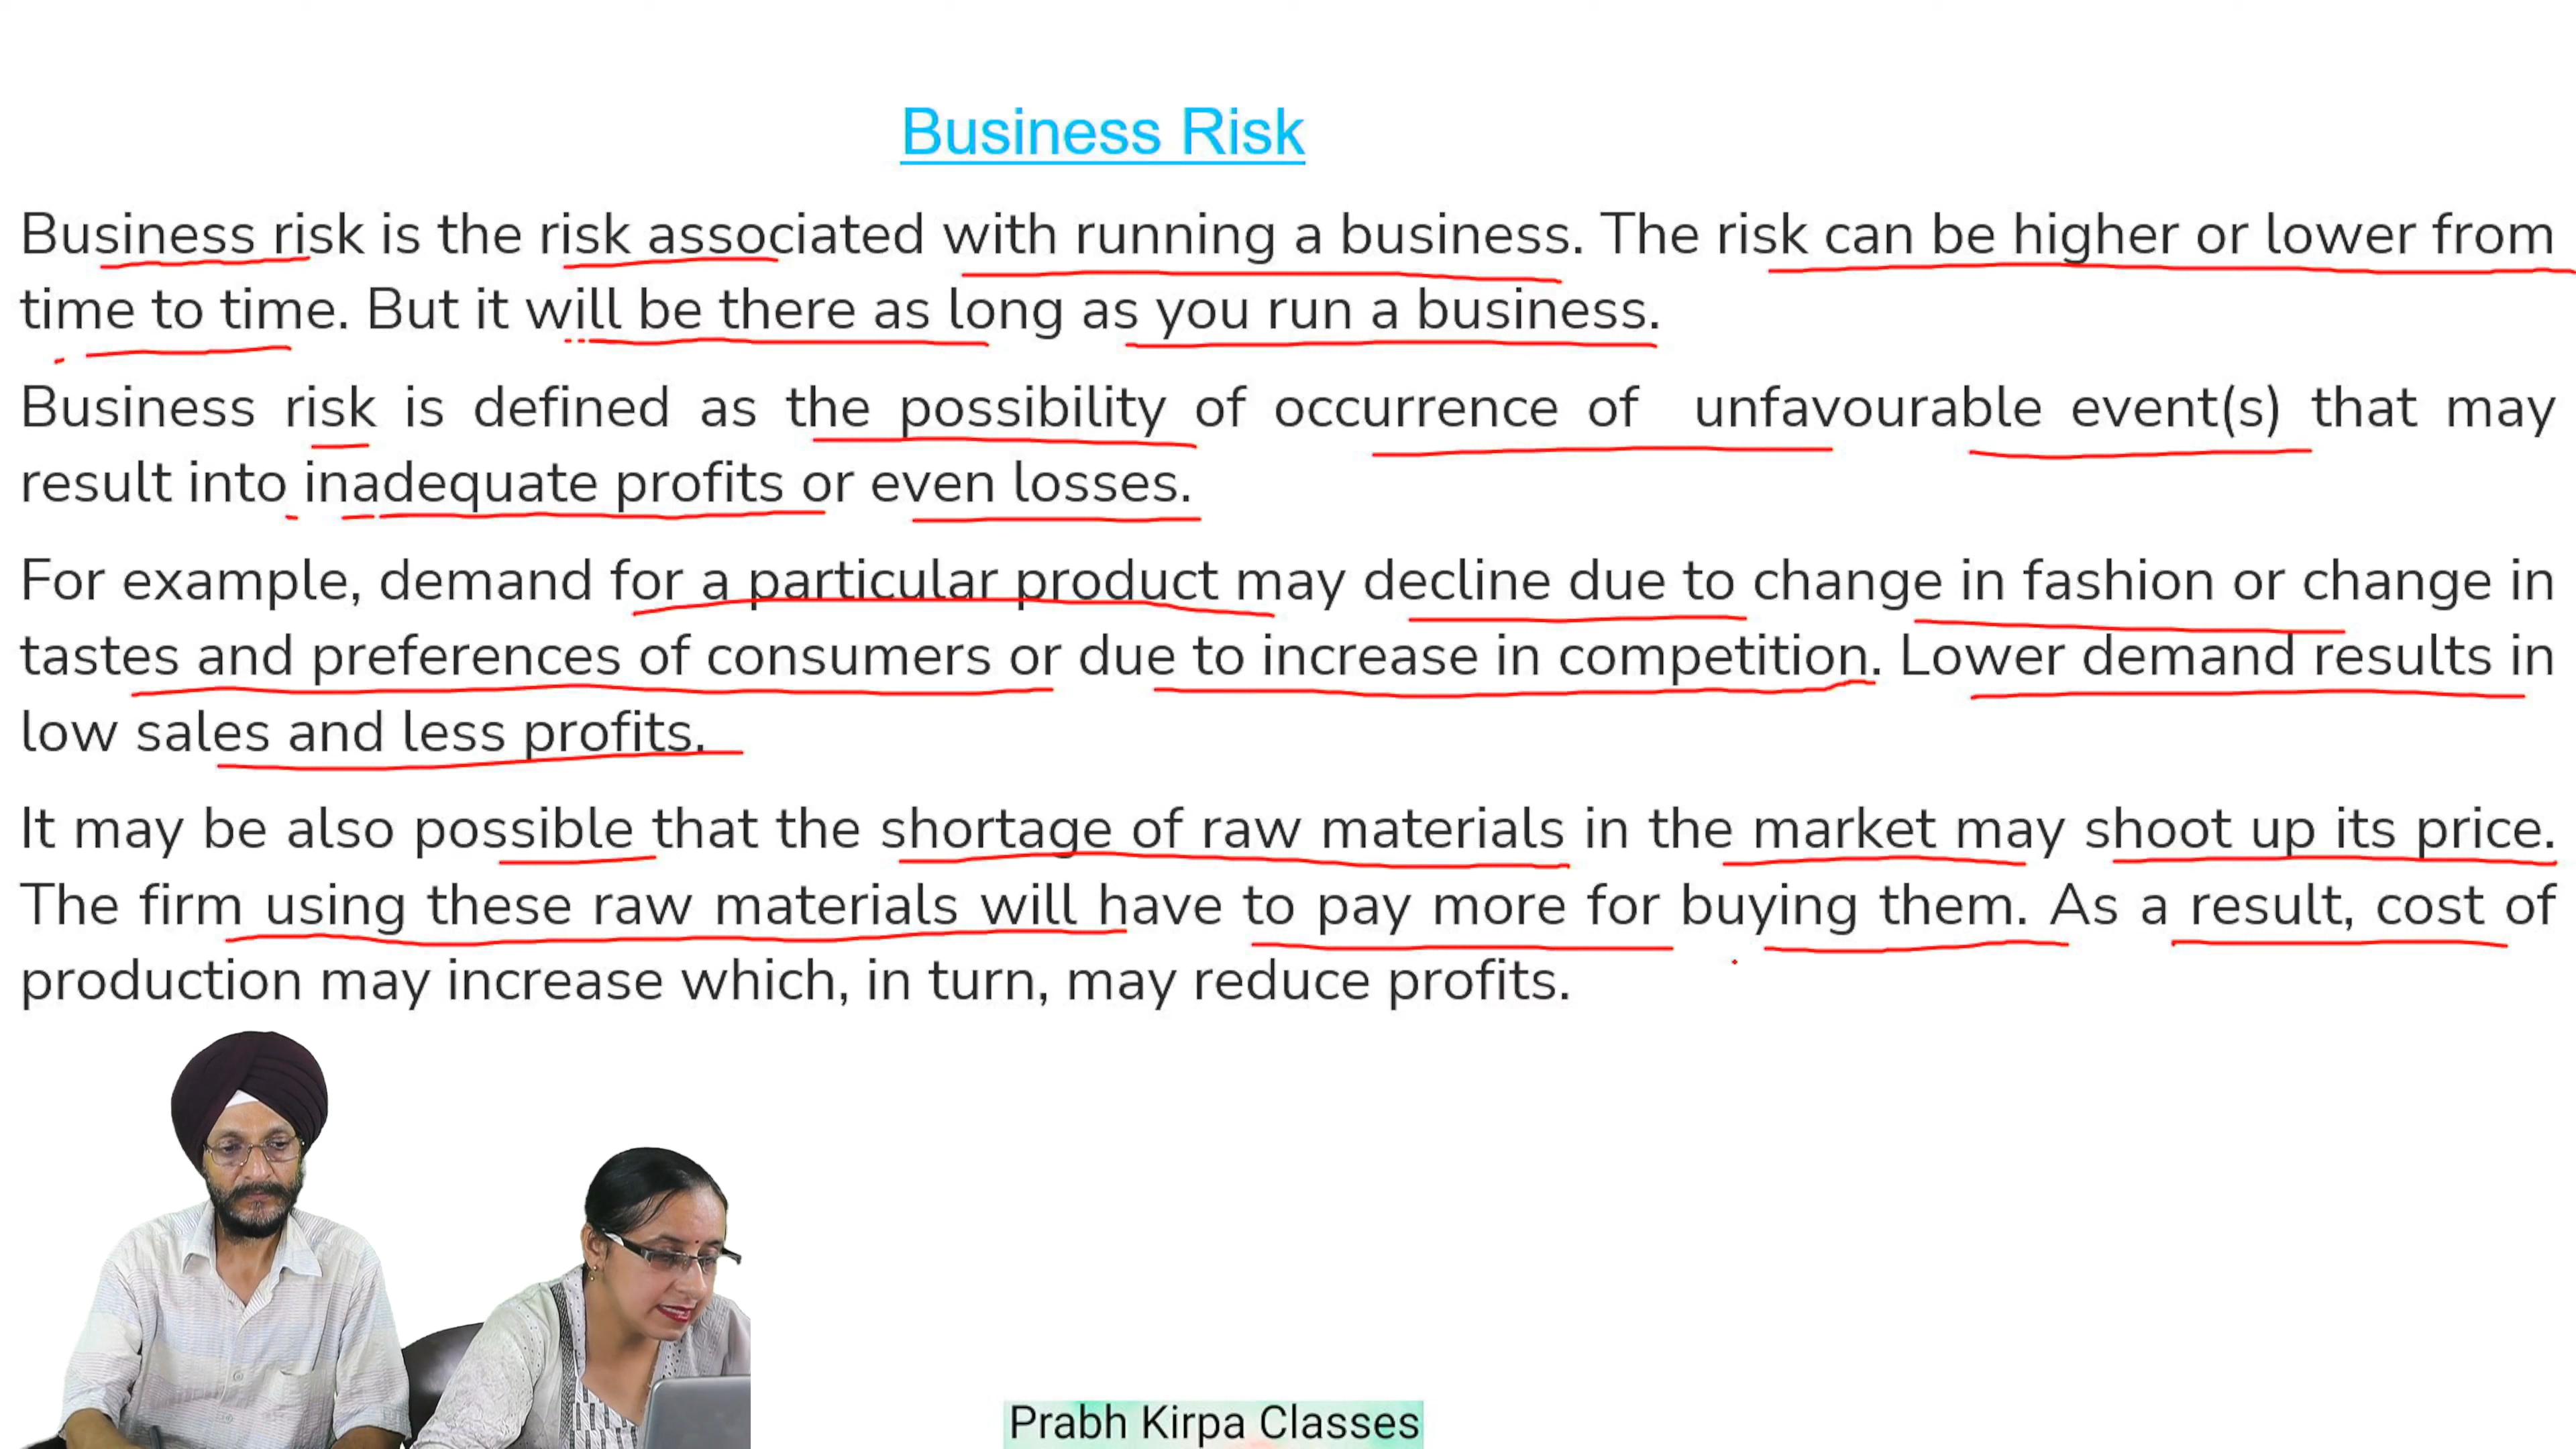 Business Risk
Business risk is the risk associated with running a business. The risk can be higher or lower from
time to time. But it will be there as long as you run a business.
Business risk is defined as the possibility of occurrence of unfavourable event(s) that may
result into inadequate profits or even losses.
For example, demand for a particular product may decline due to change in fashion or change in
tastes and preferences of consumers or due to increase in competition. Lower demand results in
low sales and less profits.
It may be also possible that the shortage of raw materials in the market may shoot up its price.
The firm using these raw materials will have to pay more for buying them. As a result, cost of
production may increase which, in turn, may reduce profits.
Prabh Kirpa Classes